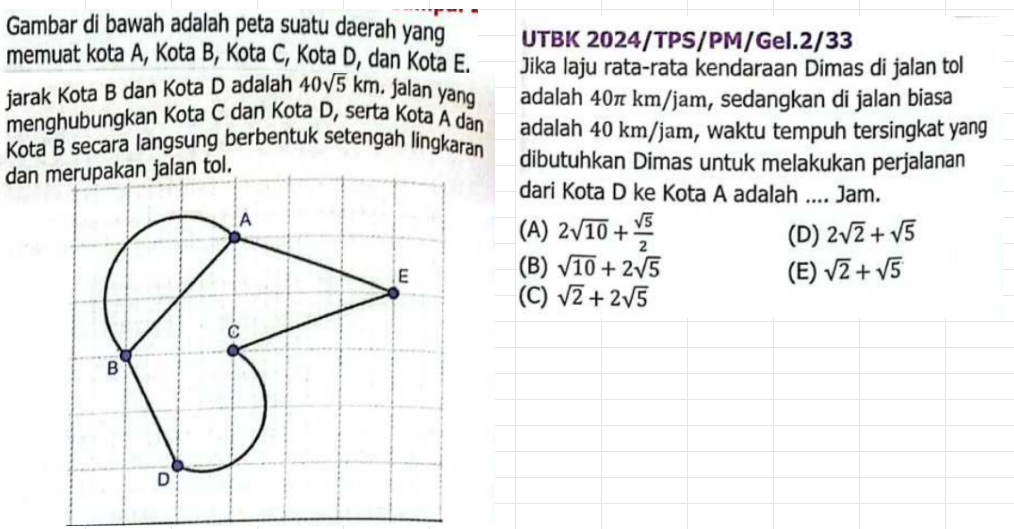 Gambar di bawah adalah peta suatu daerah yang
memuat kota A, Kota B, Kota C, Kota D, dan Kota E.
jarak Kota B dan Kota D adalah 40√5 km. jalan yang
menghubungkan Kota C dan Kota D, serta Kota A dan
Kota B secara langsung berbentuk setengah lingkaran
dan merupakan jalan tol.
A
E
C
B
D
UTBK 2024/TPS/PM/Gel.2/33
Jika laju rata-rata kendaraan Dimas di jalan tol
adalah 40π km/jam, sedangkan di jalan biasa
adalah 40 km/jam, waktu tempuh tersingkat yang
dibutuhkan Dimas untuk melakukan perjalanan
dari Kota D ke Kota A adalah .... Jam.
(A) 2√10 + √5/2
(B) √10 + 2√5
(C) √2 + 2√5
(D) 2√2 + √5
(E) √2 + √5